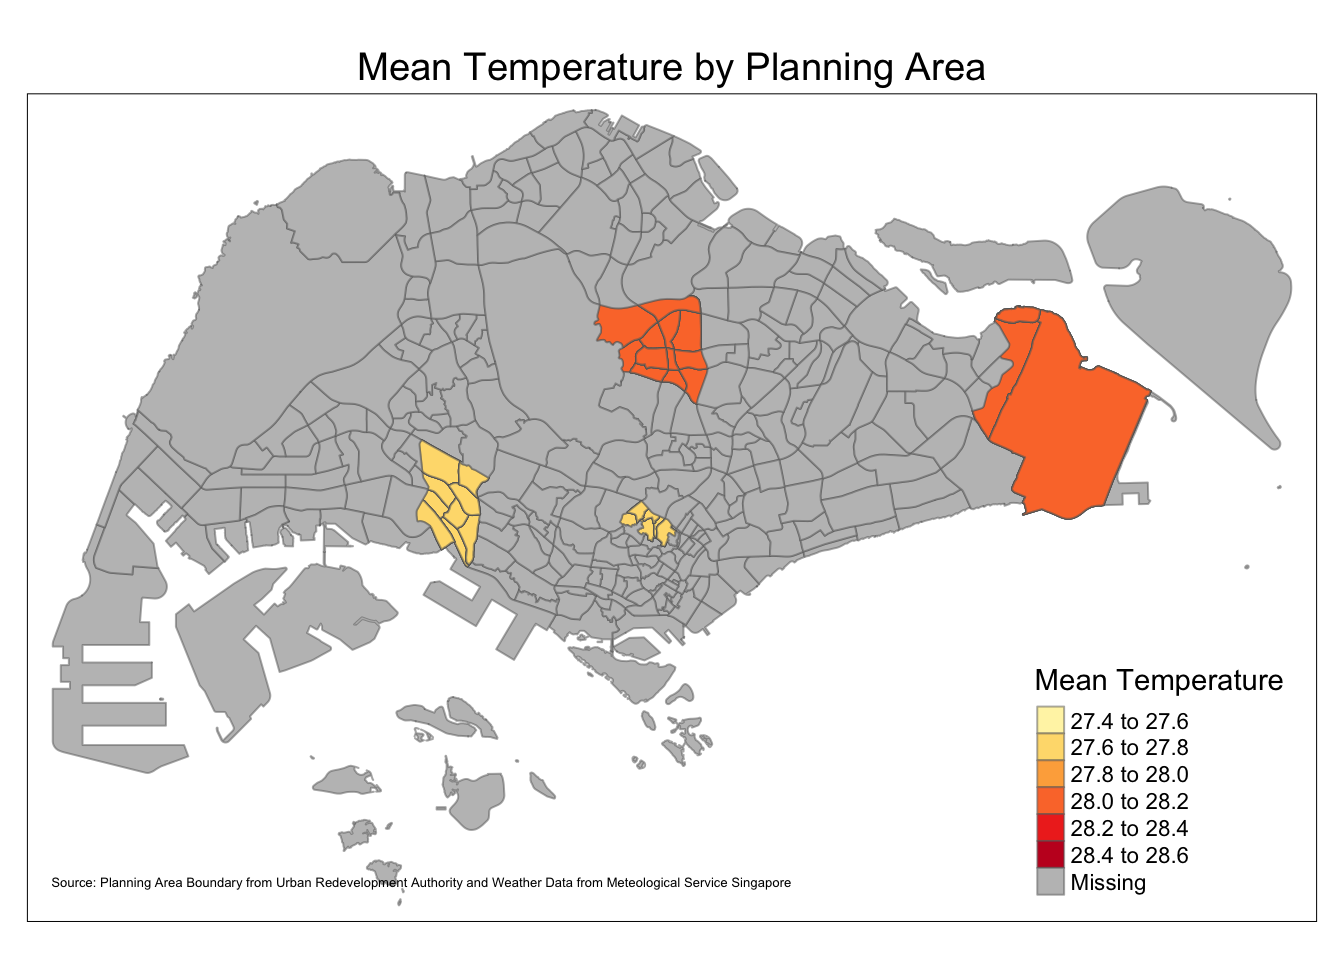 Mean Temperature by Planning Area
Mean Temperature
27.4 to 27.6
27.6 to 27.8
27.8 to 28.0
28.0 to 28.2
28.2 to 28.4
28.4 to 28.6
Missing
Source: Planning Area Boundary from Urban Redevelopment Authority and Weather Data from Meteological Service Singapore